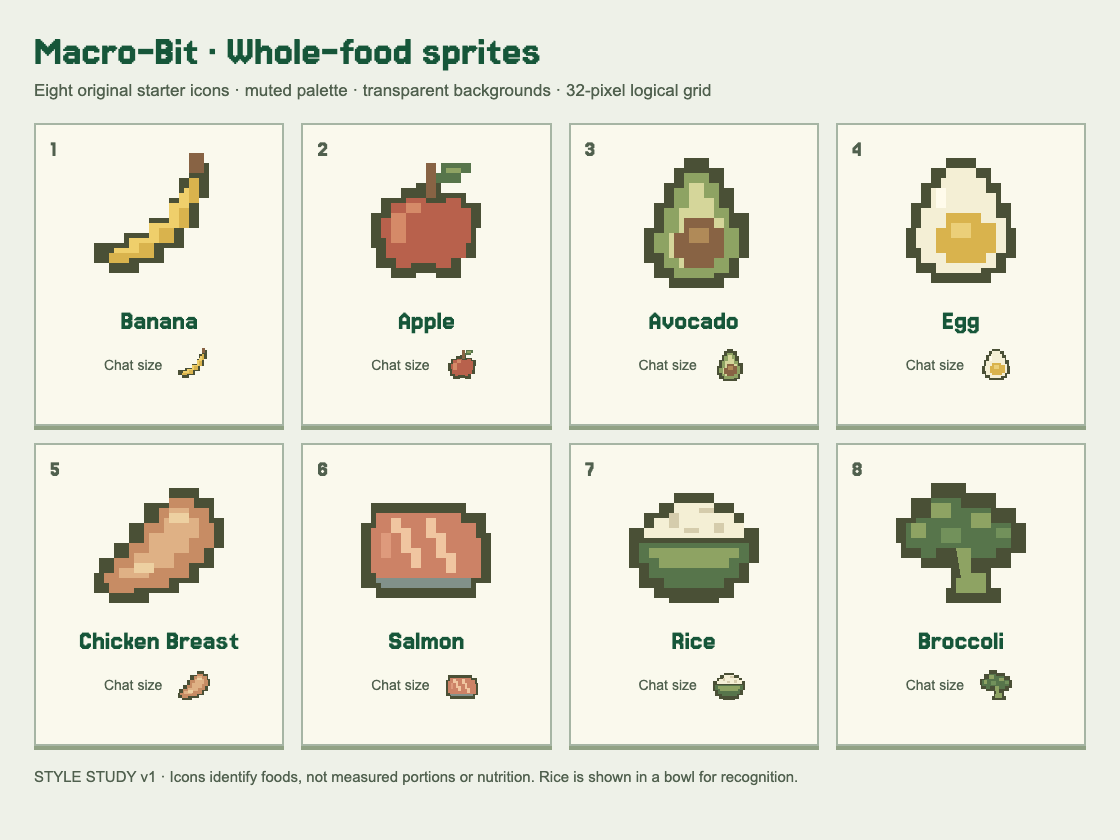 Macro-Bit · Whole-food sprites
Eight original starter icons · muted palette · transparent backgrounds · 32-pixel logical grid
1
2
3
4
Banana
Apple
Avocado
Egg
Chat size
Chat size
Chat size
Chat size
5
6
7
8
Chicken Breast
Salmon
Rice
Broccoli
Chat size
Chat size
Chat size
Chat size
STYLE STUDY v1 · Icons identify foods, not measured portions or nutrition. Rice is shown in a bowl for recognition.